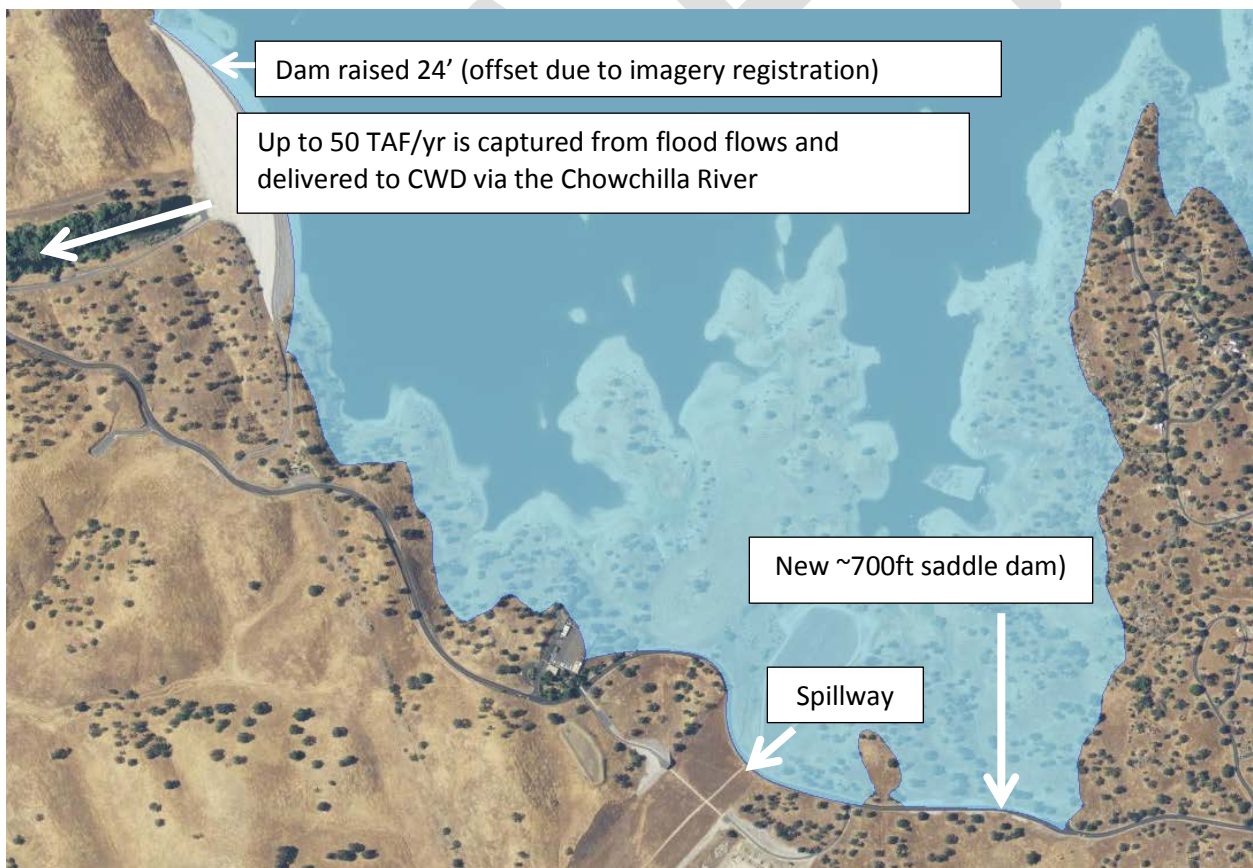 Dam raised 24’ (offset due to imagery registration)
Up to 50 TAF/yr is captured from flood flows and
delivered to CWD via the Chowchilla River
New ~700ft saddle dam)
Spillway